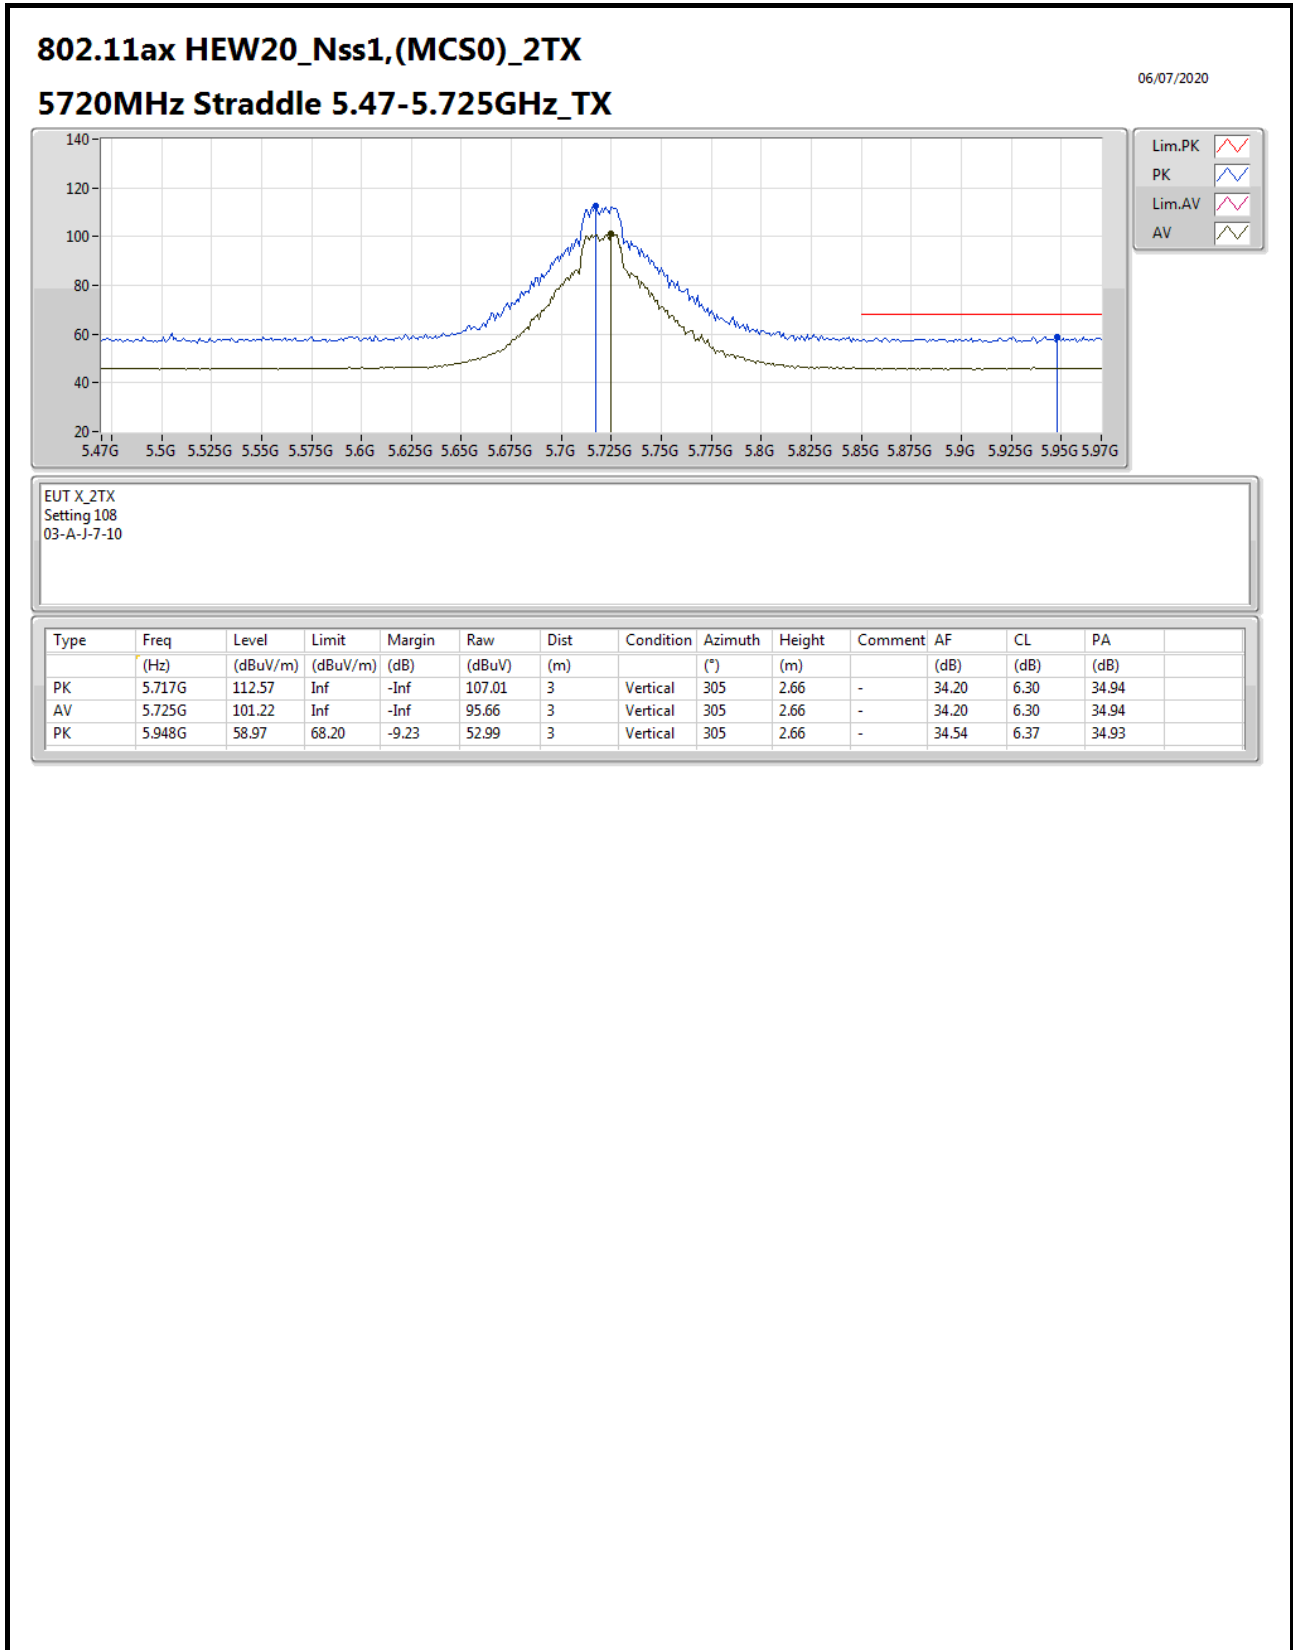 802.11ax HEW20_Nss1,(MCS0)_2TX
06/07/2020
5720MHz Straddle 5.47-5.725GHz_TX
140
120
100
80
60
40
20
5.47G 5.5G 5.525G 5.55G 5.575G 5.6G 5.625G 5.65G 5.675G 5.7G 5.725G 5.75G 5.775G 5.8G 5.825G 5.85G 5.875G 5.9G 5.925G 5.95G 5.97G
Lim.PK
PK
Lim.AV
AV
EUT X_2TX
Setting 108
03-A-J-7-10
Type Freq Level Limit Margin Raw Dist Condition Azimuth Height Comment AF CL PA
(Hz) (dBuV/m) (dBuV/m) (dB) (dBuV) (m) (°) (m) (dB) (dB) (dB)
PK 5.717G 112.57 Inf -Inf 107.01 3 Vertical 305 2.66 - 34.20 6.30 34.94
AV 5.725G 101.22 Inf -Inf 95.66 3 Vertical 305 2.66 - 34.20 6.30 34.94
PK 5.948G 58.97 68.20 -9.23 52.99 3 Vertical 305 2.66 - 34.54 6.37 34.93